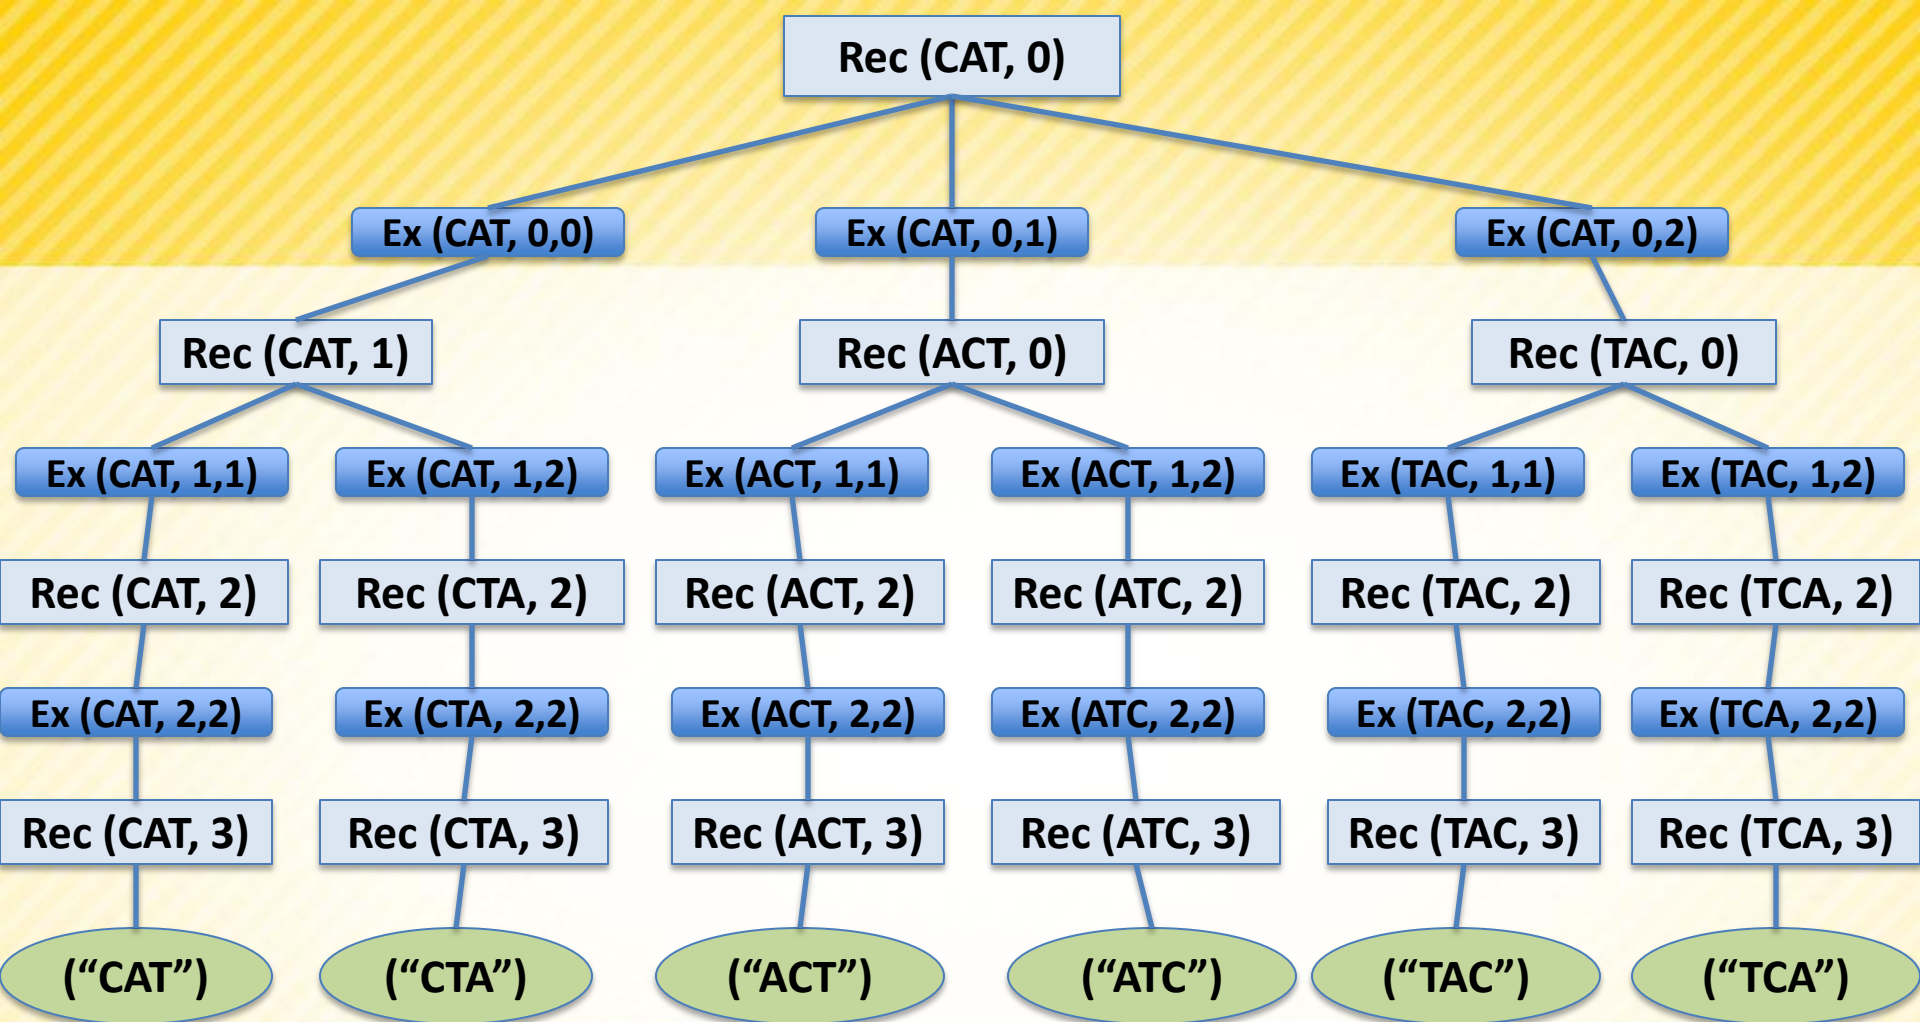 Rec (CAT, 0)
Ex (CAT, 0,0)
Ex (CAT, 0,1)
Ex (CAT, 0,2)
Rec (CAT, 1)
Rec (ACT, 0)
Rec (TAC, 0)
Ex (CAT, 1,1)
Ex (CAT, 1,2)
Ex (ACT, 1,1)
Ex (ACT, 1,2)
Ex (TAC, 1,1)
Ex (TAC, 1,2)
Rec (CAT, 2)
Rec (CTA, 2)
Rec (ACT, 2)
Rec (ATC, 2)
Rec (TAC, 2)
Rec (TCA, 2)
Ex (CAT, 2,2)
Ex (CTA, 2,2)
Ex (ACT, 2,2)
Ex (ATC, 2,2)
Ex (TAC, 2,2)
Ex (TCA, 2,2)
Rec (CAT, 3)
Rec (CTA, 3)
Rec (ACT, 3)
Rec (ATC, 3)
Rec (TAC, 3)
Rec (TCA, 3)
(“CAT”)
(“CTA”)
(“ACT”)
(“ATC”)
(“TAC”)
(“TCA”)